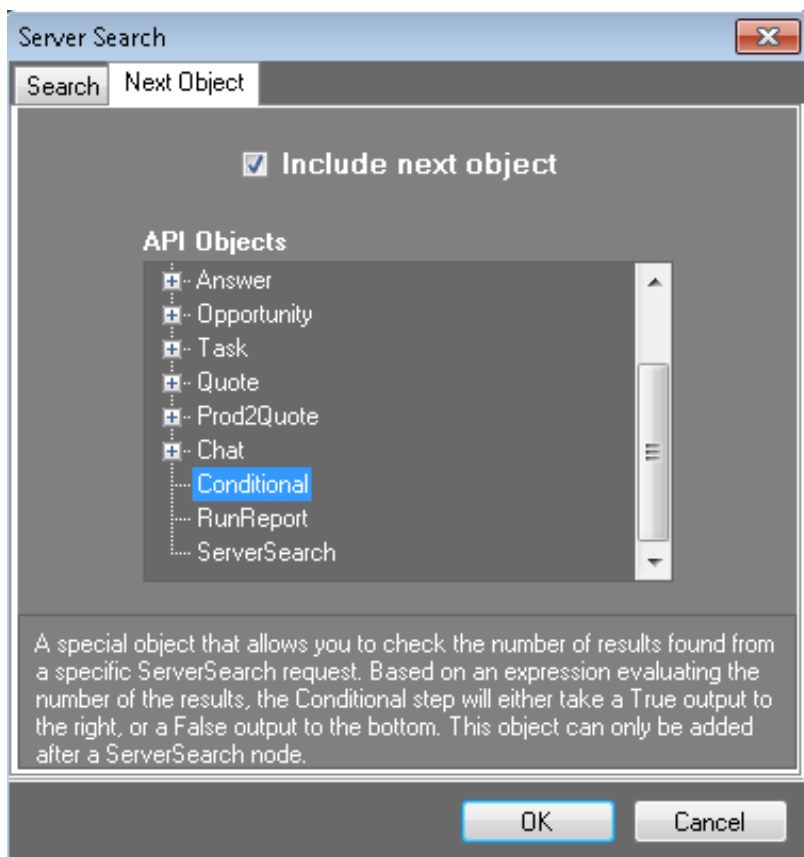 Server Search
Search
Next Object
Include next object
API Objects
Answer
Opportunity
Task
Quote
Prod2Quote
Chat
Conditional
RunReport
ServerSearch
A special object that allows you to check the number of results found from
a specific ServerSearch request. Based on an expression evaluating the
number of the results, the Conditional step will either take a True output to
the right, or a False output to the bottom. This object can only be added
after a ServerSearch node.
OK
Cancel